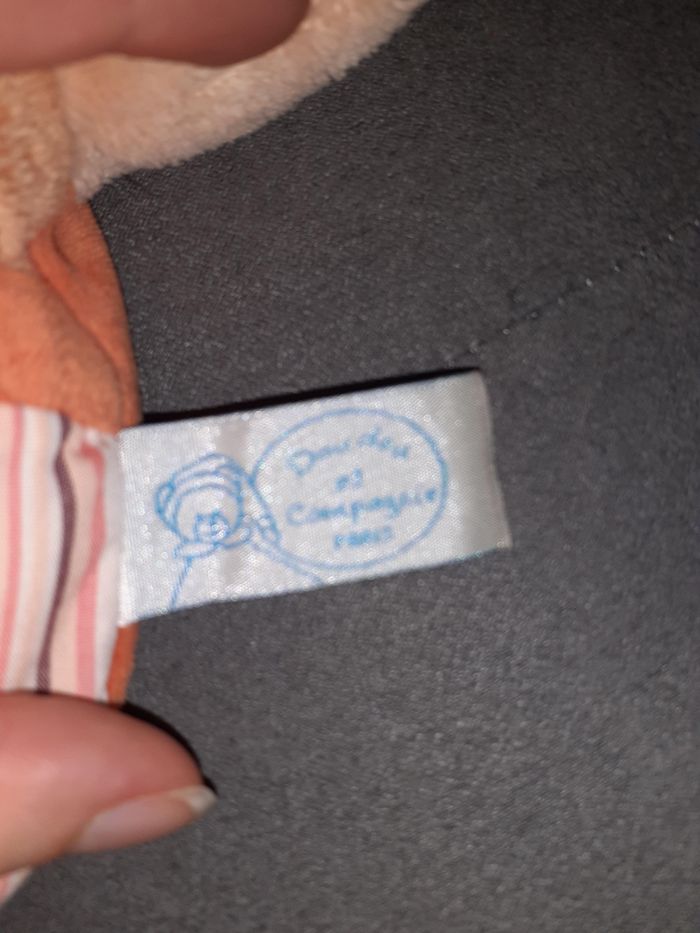 Doudou
et
Compagnie
PARIS